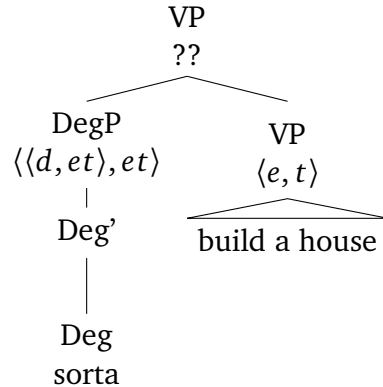 VP
??
DegP
⟨⟨d, et⟩, et⟩
VP
⟨e, t⟩
Deg’
build a house
Deg
sorta